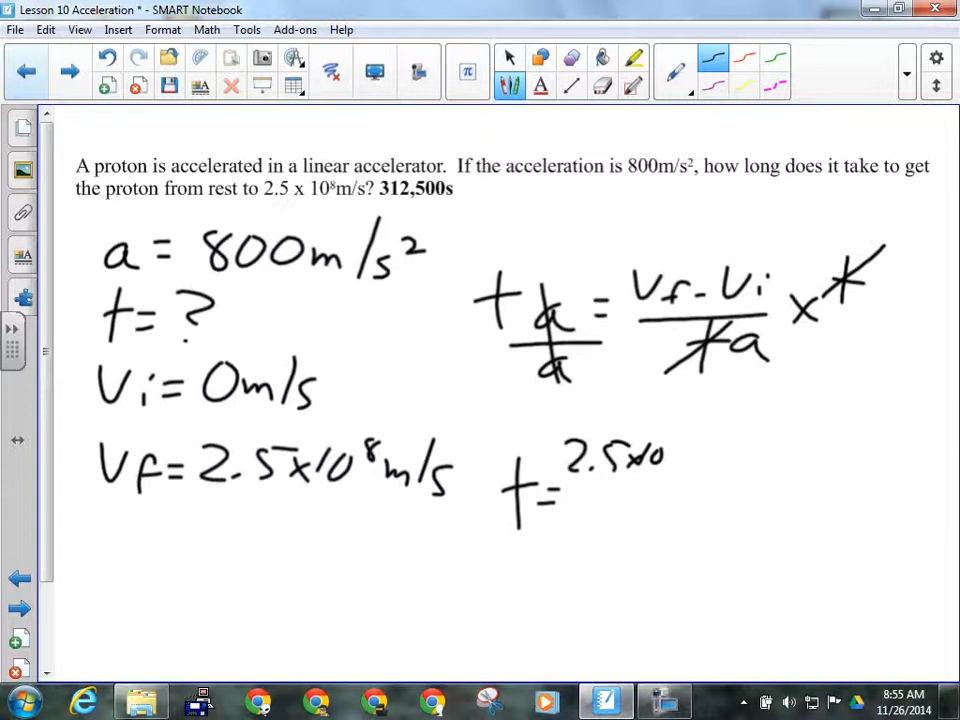 Lesson 10 Acceleration * - SMART Notebook
File Edit View Insert Format Math Tools Add-ons Help
A proton is accelerated in a linear accelerator. If the acceleration is 800m/s², how long does it take to get
the proton from rest to 2.5 x 10⁸m/s? 312,500s
a = 800m/s²
t = ?
Vi = 0m/s
Vf = 2.5x10⁸m/s
t a = Vf - Vi x t
a t a
t = 2.5x10
8:55 AM
11/26/2014